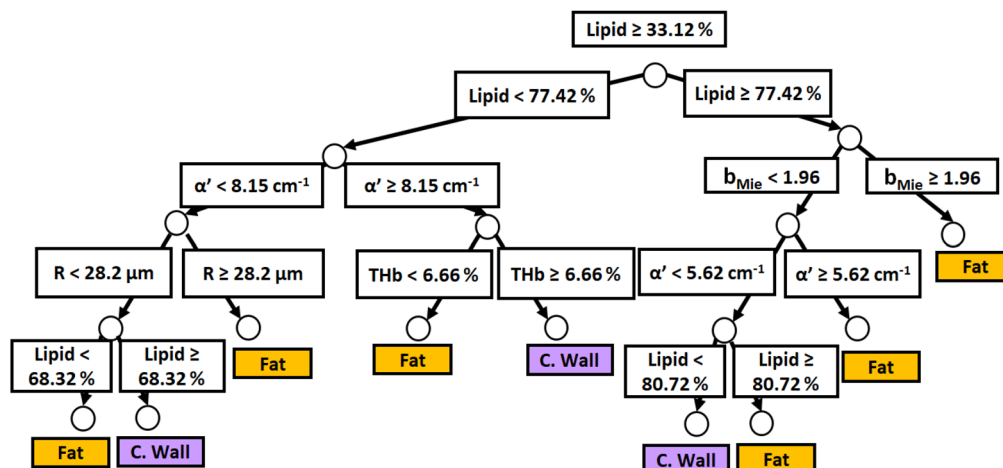 Lipid ≥ 33.12 %
Lipid < 77.42 %
Lipid ≥ 77.42 %
α’ < 8.15 cm⁻¹
α’ ≥ 8.15 cm⁻¹
bMie < 1.96
bMie ≥ 1.96
R < 28.2 µm
R ≥ 28.2 µm
THb < 6.66 %
THb ≥ 6.66 %
α’ < 5.62 cm⁻¹
α’ ≥ 5.62 cm⁻¹
Fat
Lipid <
68.32 %
Lipid ≥
68.32 %
Fat
Fat
C. Wall
Lipid <
80.72 %
Lipid ≥
80.72 %
Fat
Fat
C. Wall
C. Wall
Fat